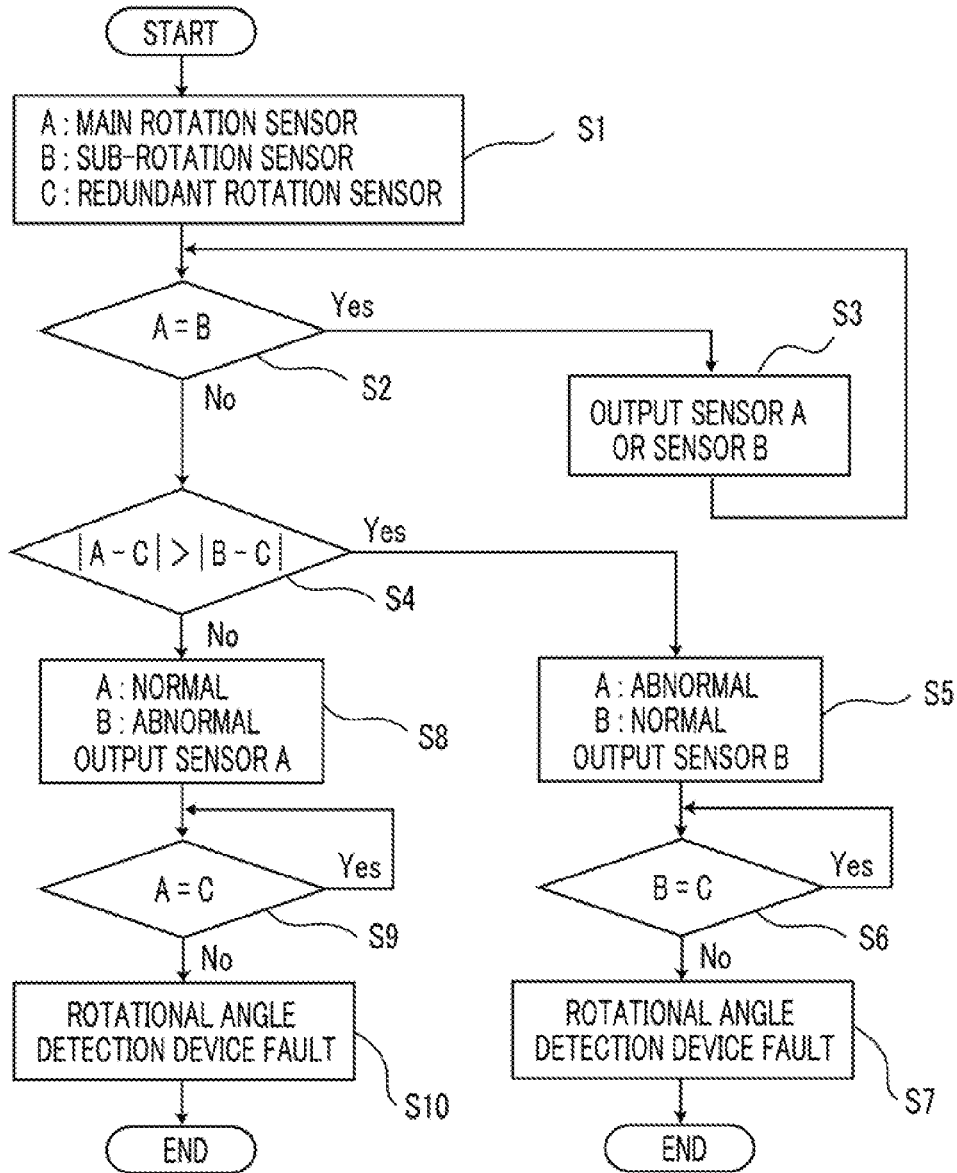 START
A : MAIN ROTATION SENSOR
B : SUB-ROTATION SENSOR
C : REDUNDANT ROTATION SENSOR
S1
A = B
Yes
S2
No
S3
OUTPUT SENSOR A
OR SENSOR B
|A - C| > |B - C|
Yes
S4
No
A : NORMAL
B : ABNORMAL
OUTPUT SENSOR A
S8
A : ABNORMAL
B : NORMAL
OUTPUT SENSOR B
S5
A = C
Yes
S9
No
B = C
Yes
S6
No
ROTATIONAL ANGLE
DETECTION DEVICE FAULT
S10
ROTATIONAL ANGLE
DETECTION DEVICE FAULT
S7
END
END